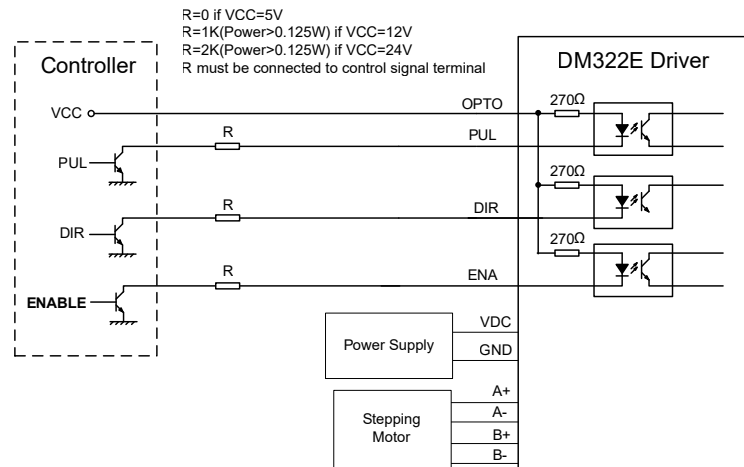 R=0 if VCC=5V
R=1K(Power>0.125W) if VCC=12V
R=2K(Power>0.125W) if VCC=24V
R must be connected to control signal terminal
Controller
DM322E Driver
VCC
OPTO
270Ω
R
PUL
PUL
270Ω
R
DIR
DIR
270Ω
R
ENA
ENABLE
VDC
Power Supply
GND
A+
Stepping
Motor
A-
B+
B-